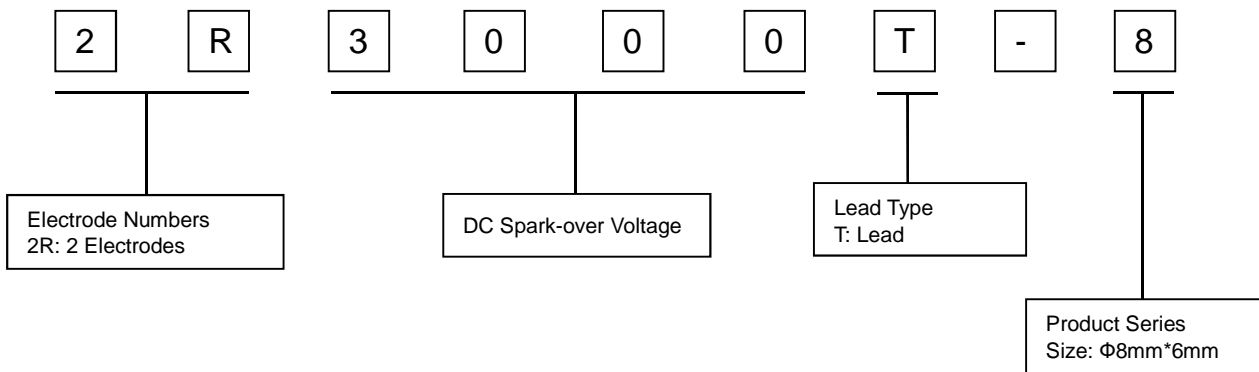 2 R 3 0 0 0 T - 8
Electrode Numbers
2R: 2 Electrodes
DC Spark-over Voltage
Lead Type
T: Lead
Product Series
Size: Φ8mm*6mm